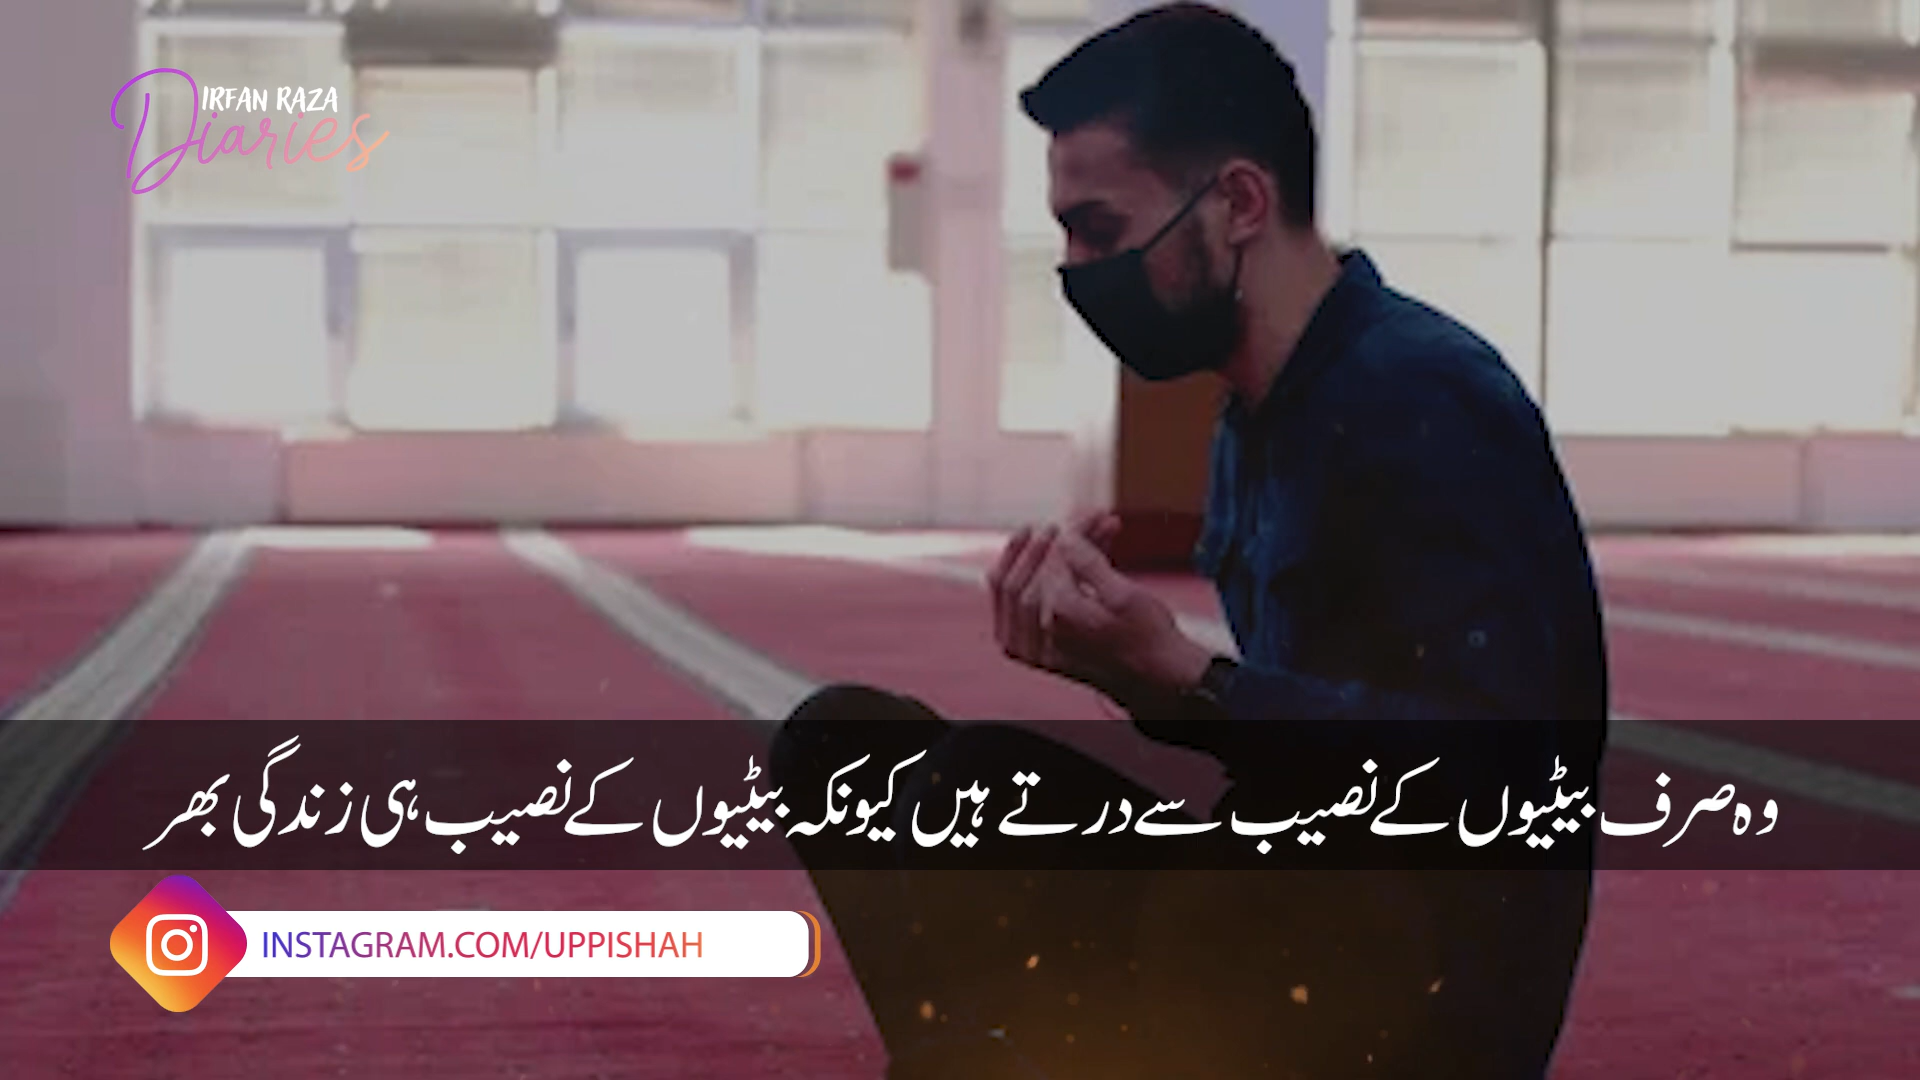 IRFAN RAZA
Diaries
وہ صرف بیٹیوں کے نصیب سے درتے ہیں کیونکہ بیٹیوں کے نصیب ہی زندگی بھر
INSTAGRAM.COM/UPPISHAH